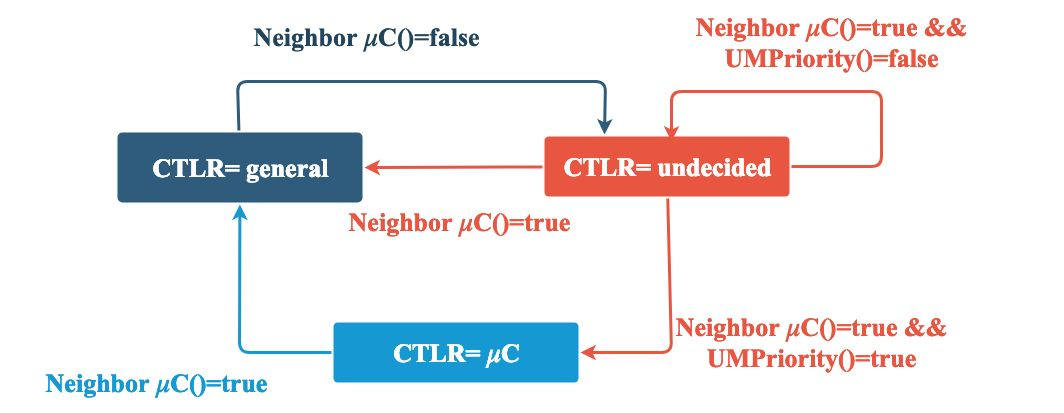 Neighbor μC()=false
Neighbor μC()=true &&
UMPriority()=false
CTLR= general
CTLR= undecided
Neighbor μC()=true
Neighbor μC()=true &&
UMPriority()=true
CTLR= μC
Neighbor μC()=true